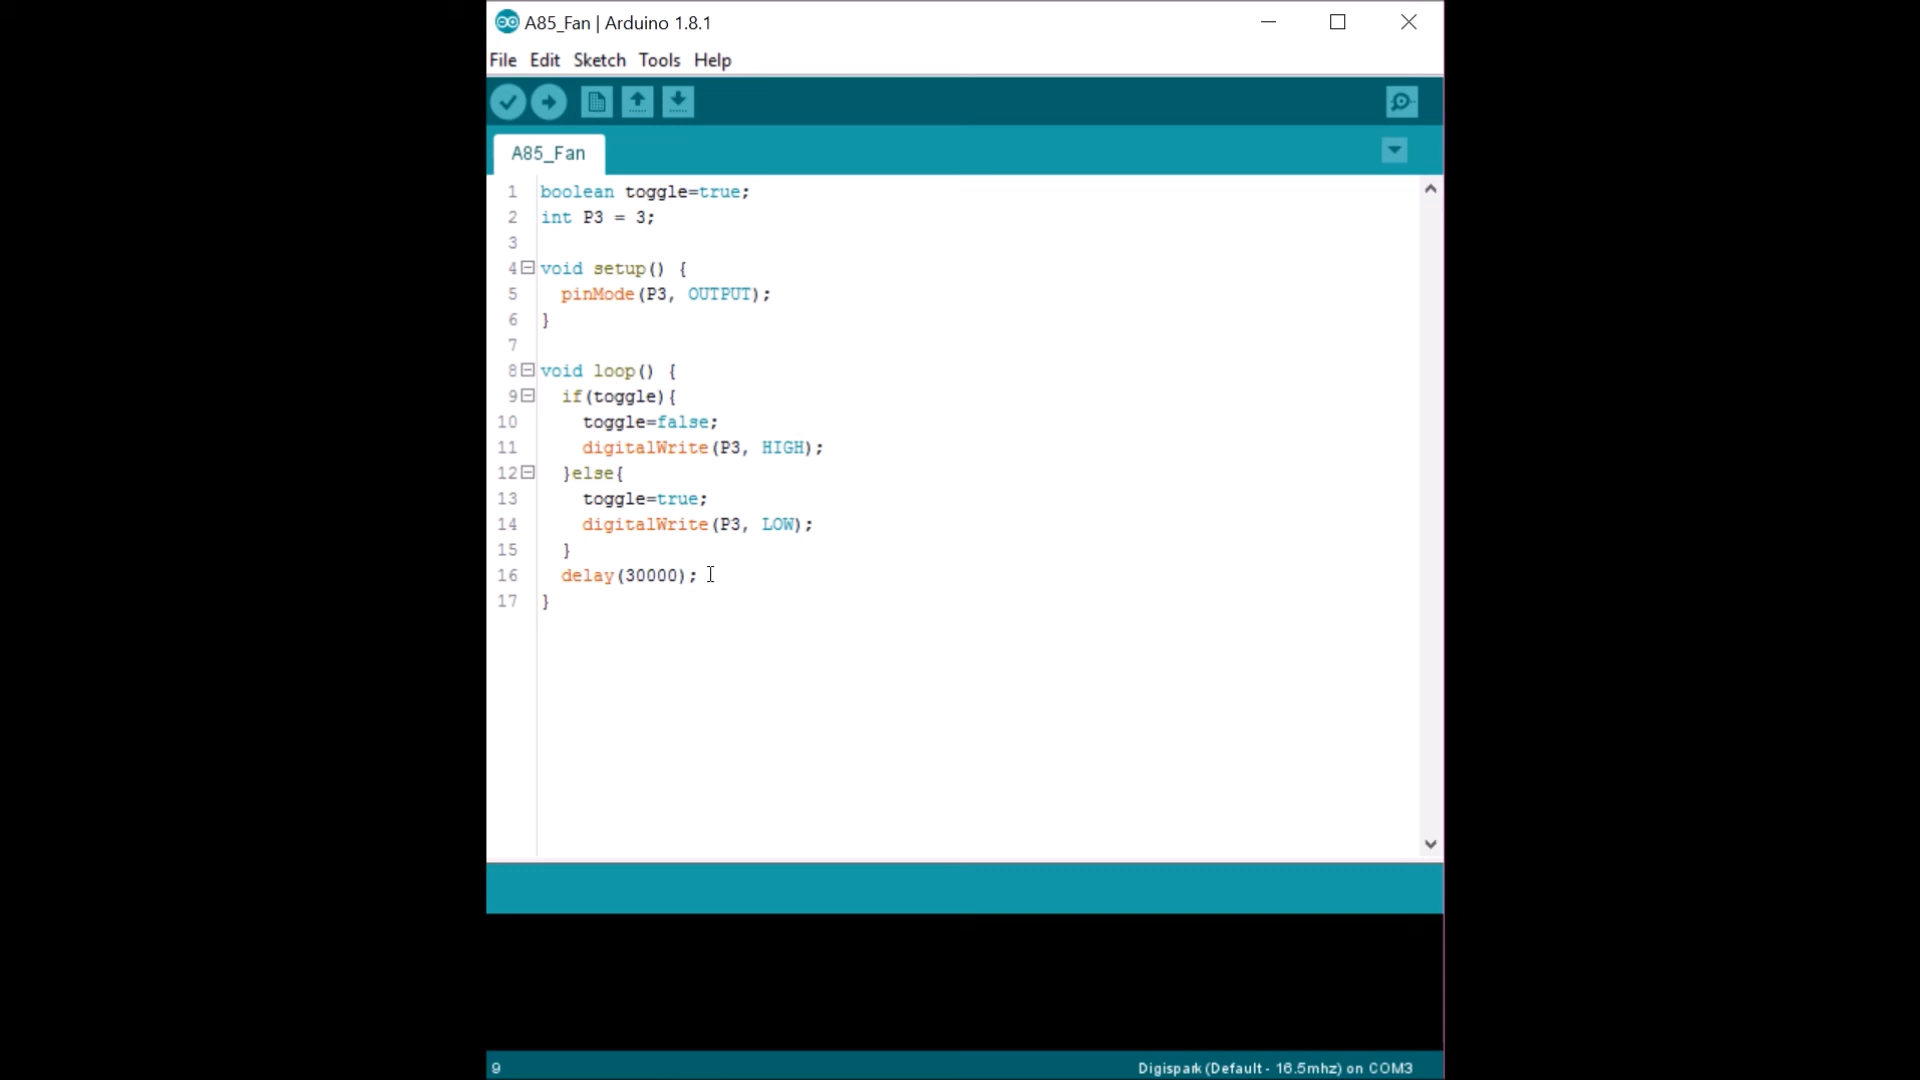 A85_Fan | Arduino 1.8.1
File Edit Sketch Tools Help
A85_Fan
1 boolean toggle=true;
2 int P3 = 3;
3
4 void setup() {
5 pinMode(P3, OUTPUT);
6 }
7
8 void loop() {
9 if(toggle){
10 toggle=false;
11 digitalWrite(P3, HIGH);
12 }else{
13 toggle=true;
14 digitalWrite(P3, LOW);
15 }
16 delay(30000);
17 }
9 Digispark (Default - 16.5mhz) on COM3